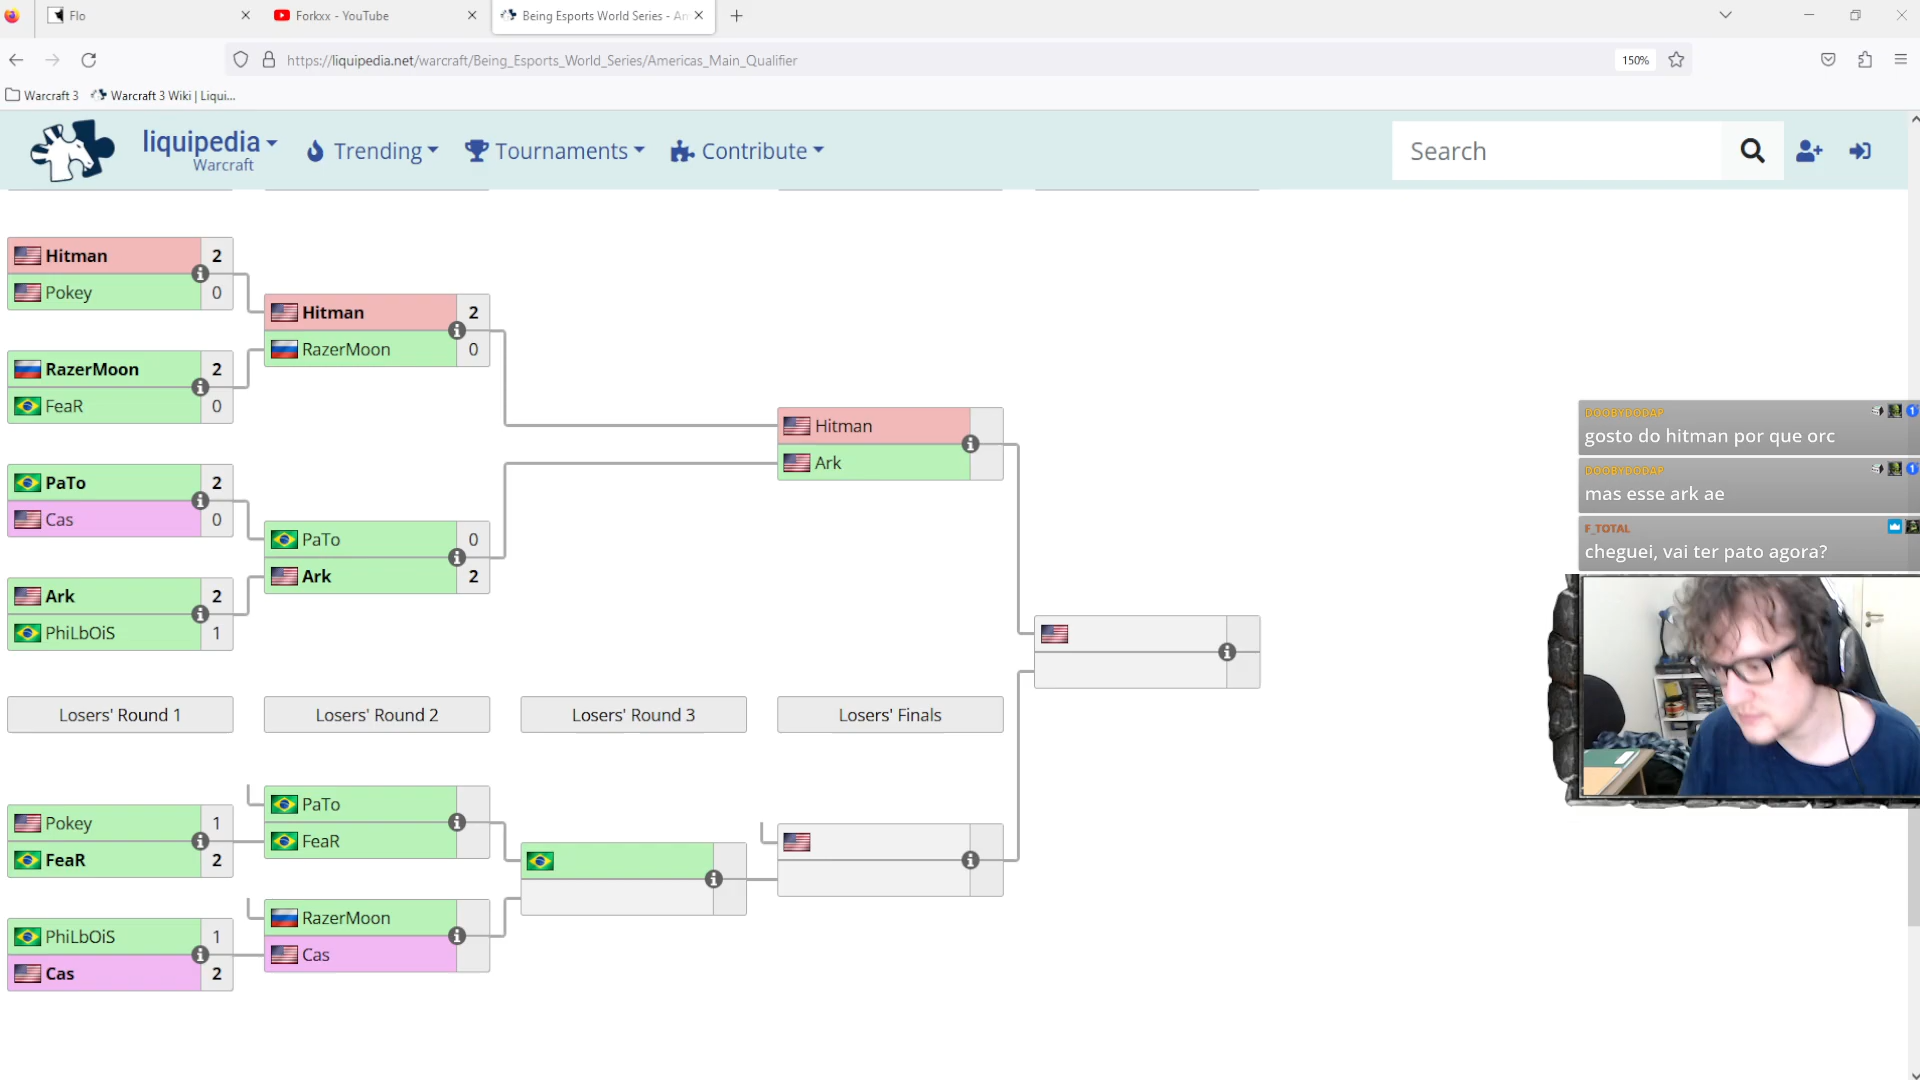 Flo
Forkxx - YouTube
Being Esports World Series - Am
https://liquipedia.net/warcraft/Being_Esports_World_Series/Americas_Main_Qualifier
150%
Warcraft 3
Warcraft 3 Wiki | Liqui...
liquipedia
Warcraft
Trending
Tournaments
Contribute
Search
Hitman 2
Pokey 0
Hitman 2
RazerMoon 0
RazerMoon 2
FeaR 0
Hitman
Ark
DOOBYDODAP
gosto do hitman por que orc
DOOBYDODAP
mas esse ark ae
F_TOTAL
cheguei, vai ter pato agora?
PaTo 2
Cas 0
PaTo 0
Ark 2
Ark 2
PhiLbOiS 1
Losers' Round 1
Losers' Round 2
Losers' Round 3
Losers' Finals
PaTo
FeaR
Pokey 1
FeaR 2
RazerMoon
Cas
PhiLbOiS 1
Cas 2